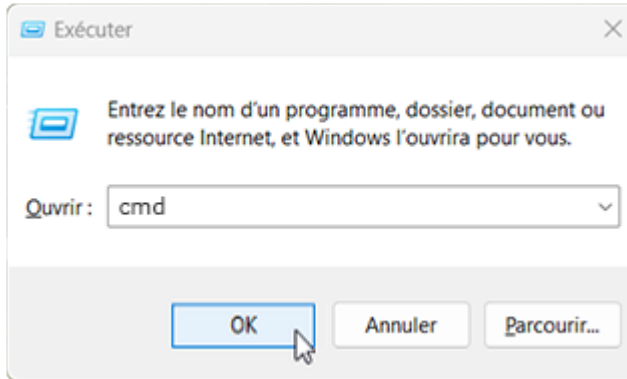 Exécuter
Entrez le nom d'un programme, dossier, document ou
ressource Internet, et Windows l'ouvrira pour vous.
Ouvrir : cmd
OK Annuler Parcourir...